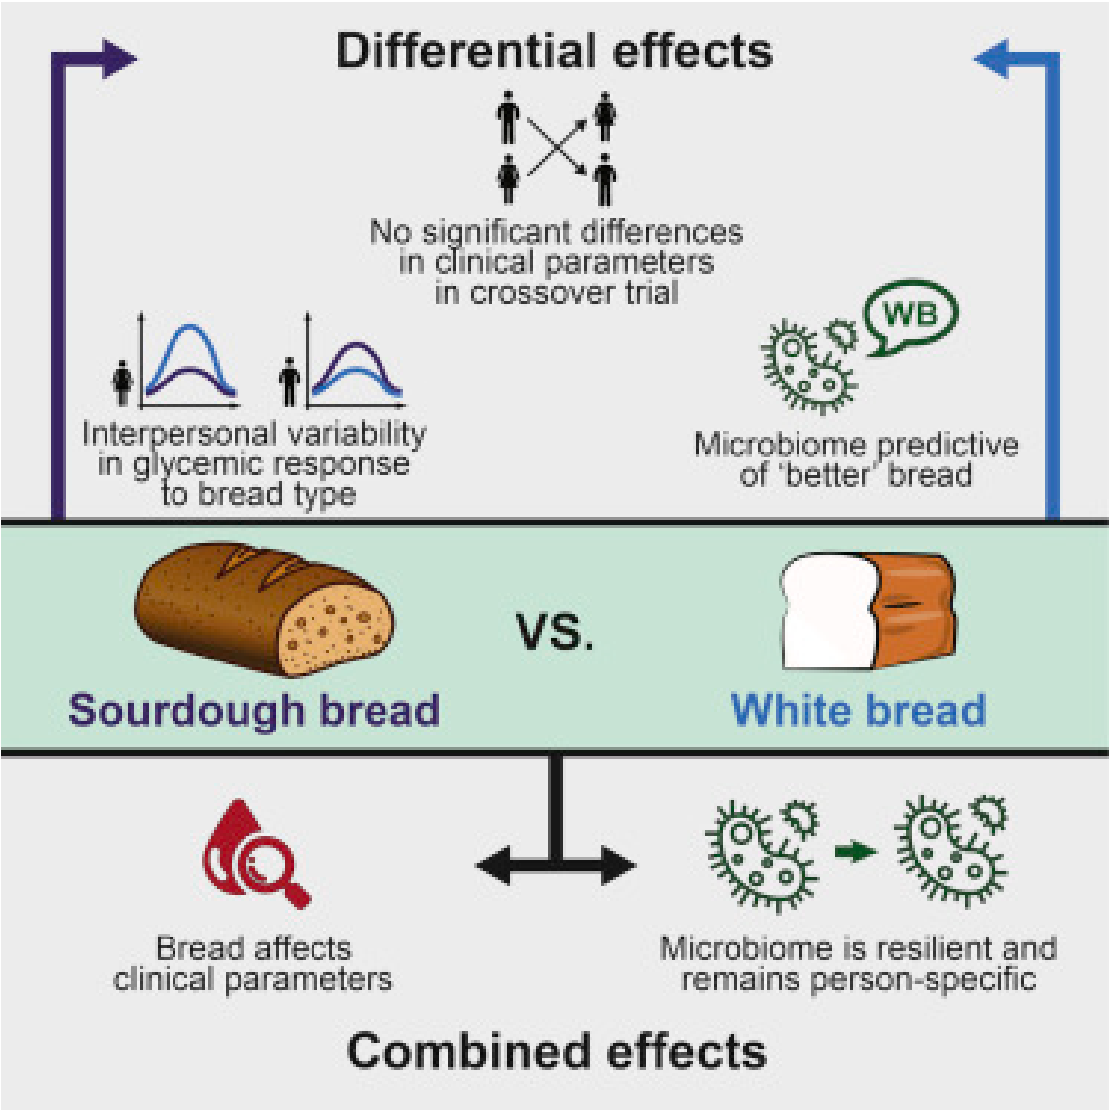 Differential effects
No significant differences
in clinical parameters
in crossover trial
WB
Interpersonal variability
in glycemic response
to bread type
Microbiome predictive
of ‘better’ bread
vs.
Sourdough bread
White bread
Bread affects
clinical parameters
Microbiome is resilient and
remains person-specific
Combined effects